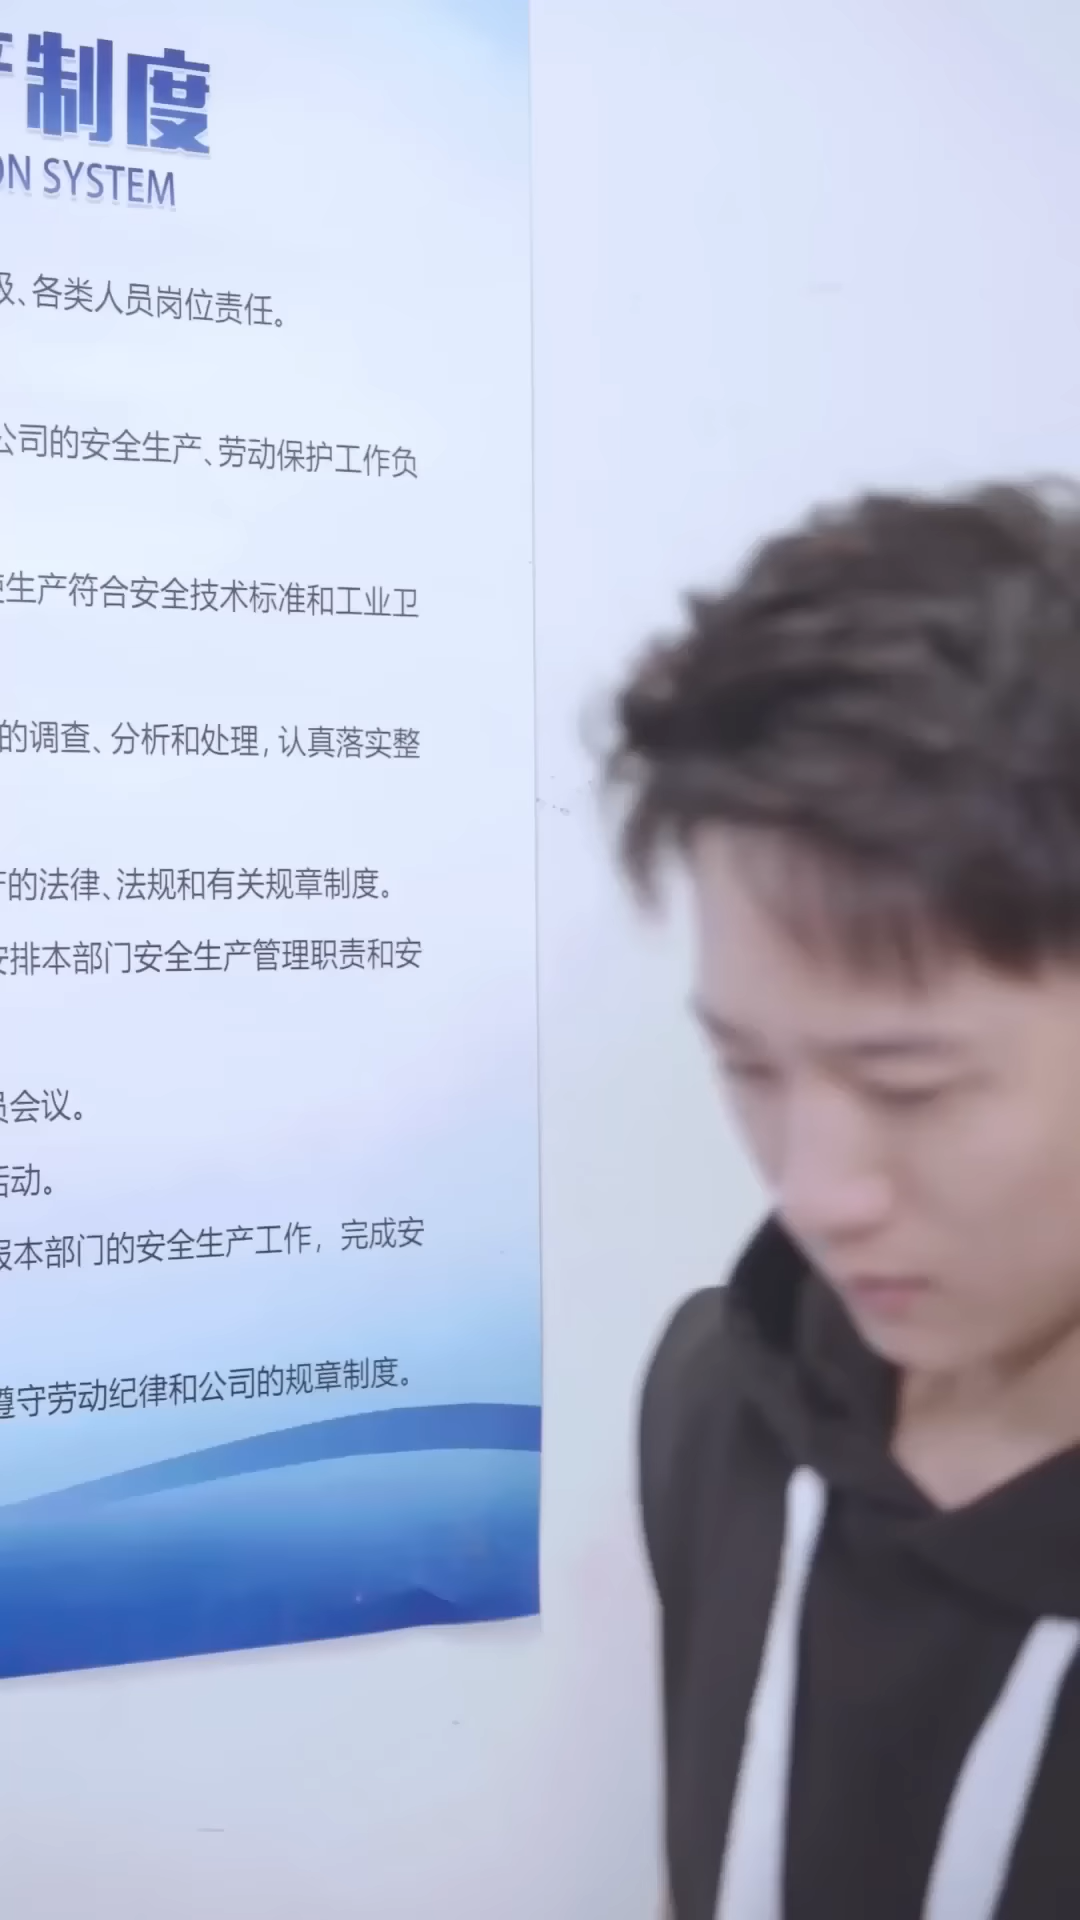 制度
ON SYSTEM
级、各类人员岗位责任。
公司的安全生产、劳动保护工作负
使生产符合安全技术标准和工业卫
的调查、分析和处理，认真落实整
产的法律、法规和有关规章制度。
安排本部门安全生产管理职责和安
员会议。
活动。
报本部门的安全生产工作，完成安
遵守劳动纪律和公司的规章制度。